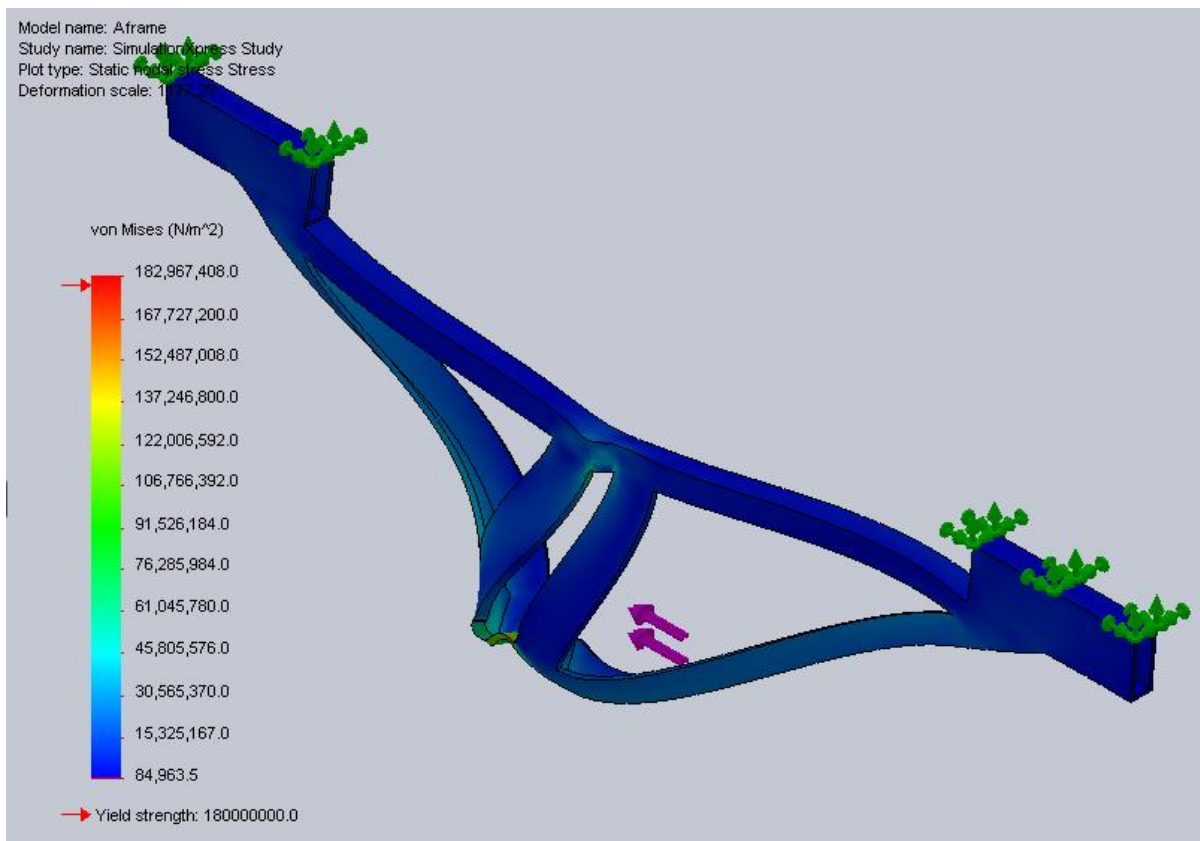 Model name: Aframe
Study name: SimulationXpress Study
Plot type: Static nodal stress Stress
Deformation scale:
von Mises (N/m^2)
182,967,408.0
167,727,200.0
152,487,008.0
137,246,800.0
122,006,592.0
106,766,392.0
91,526,184.0
76,285,984.0
61,045,780.0
45,805,576.0
30,565,370.0
15,325,167.0
84,963.5
Yield strength: 180000000.0